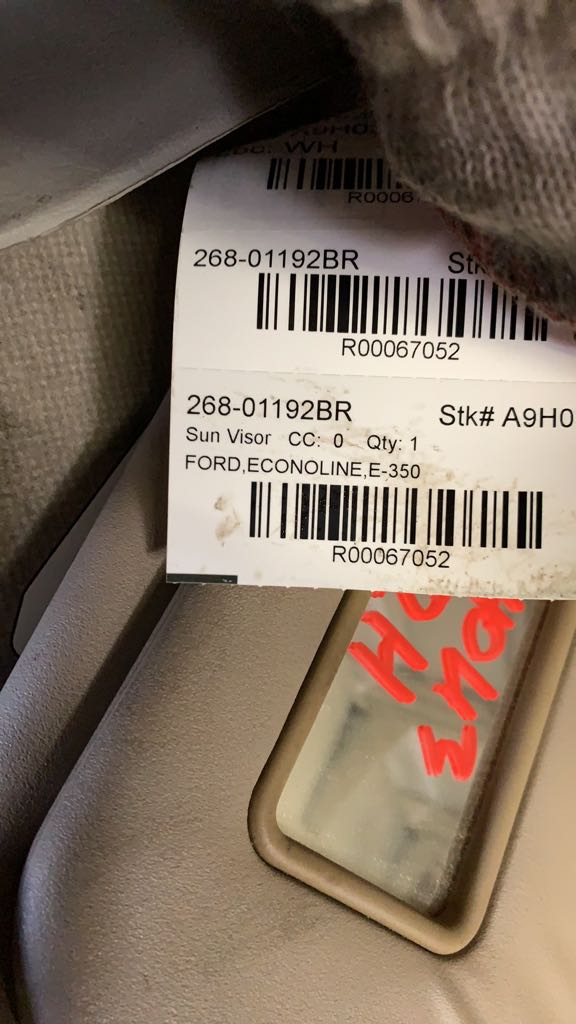 WH
R0006
268-01192BR Stk
R00067052
268-01192BR Stk# A9H0
Sun Visor CC: 0 Qty: 1
FORD,ECONOLINE,E-350
R00067052